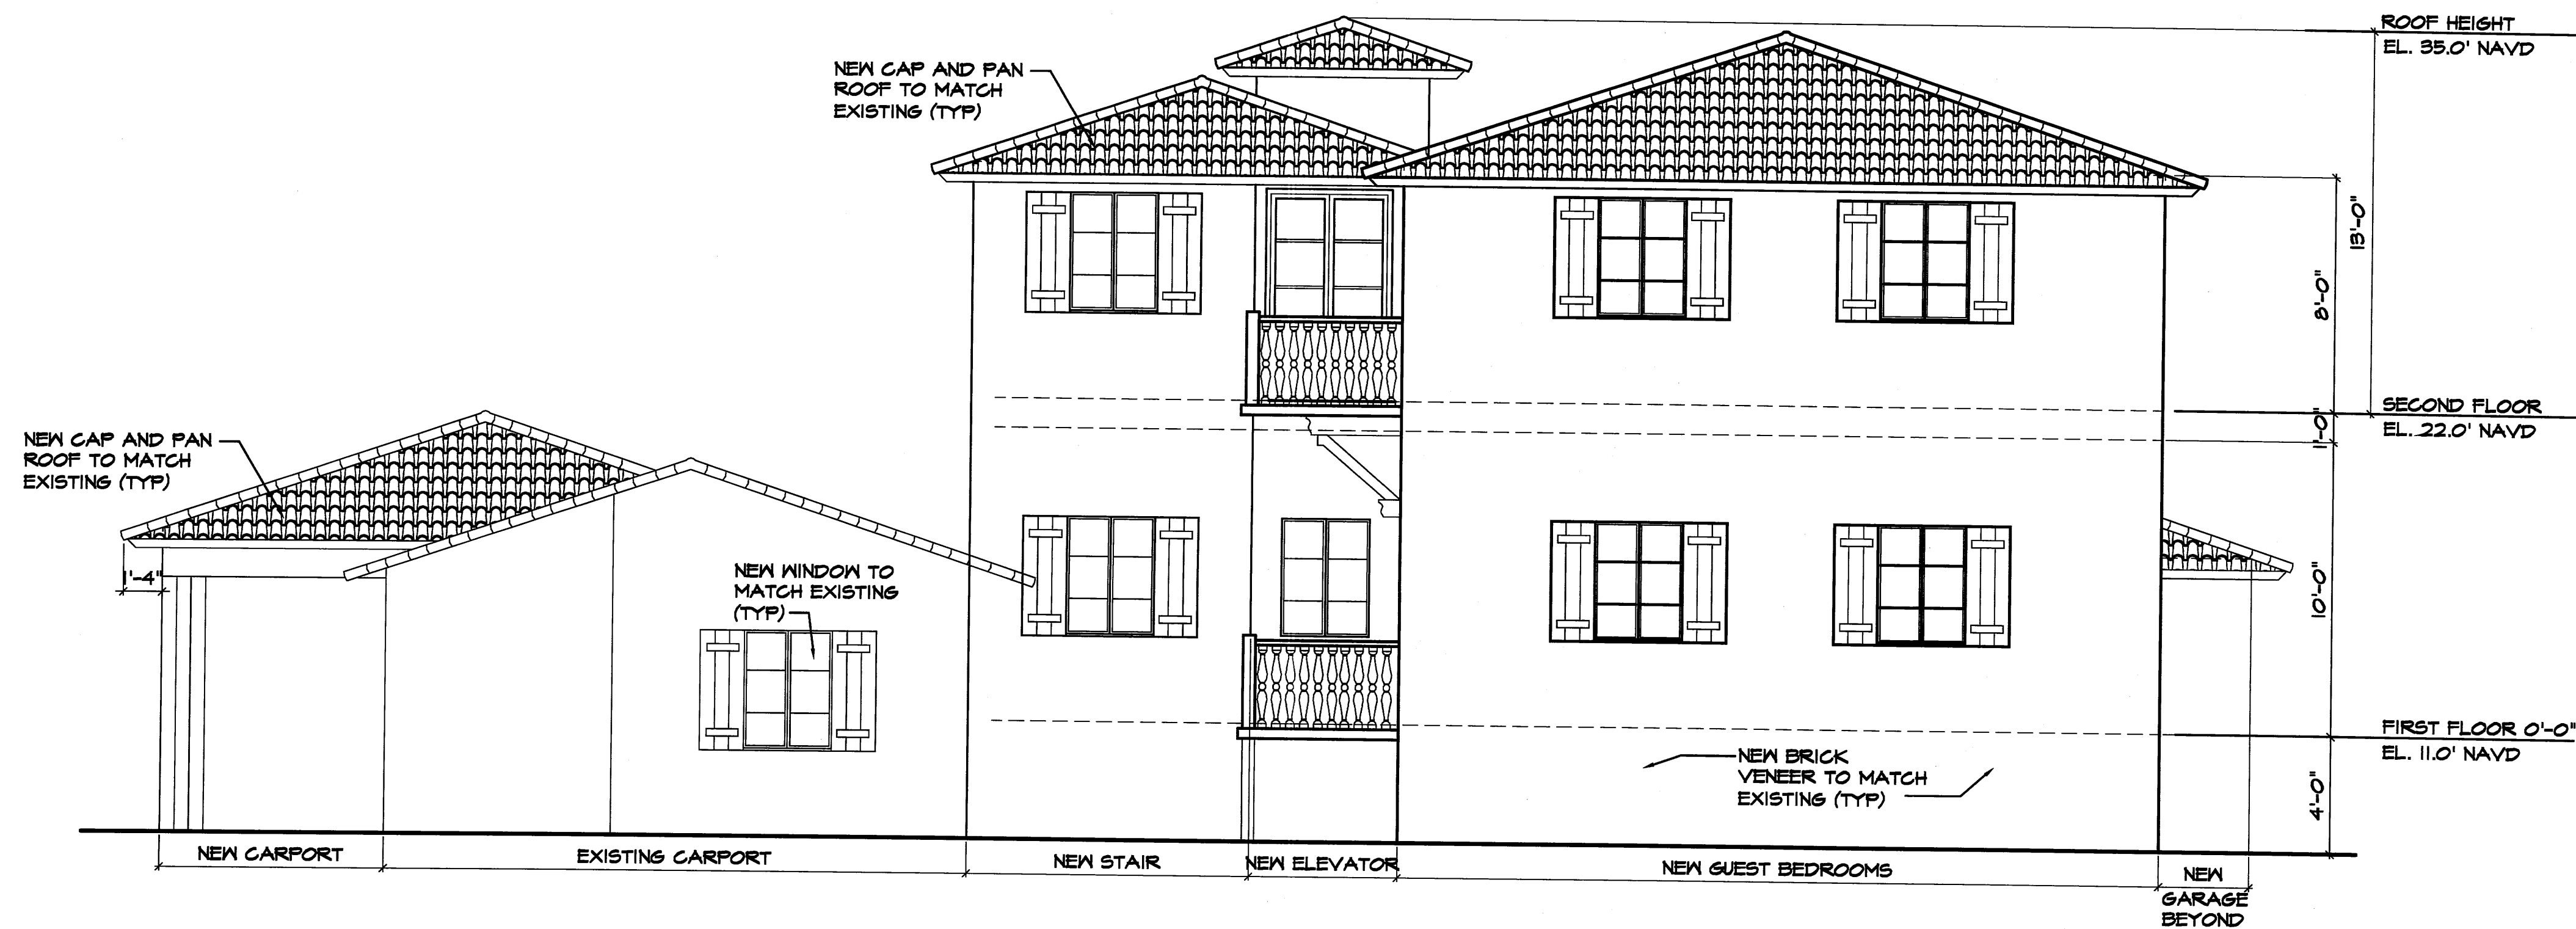 ROOF HEIGHT
EL. 35.0' NAVD
NEW CAP AND PAN
ROOF TO MATCH
EXISTING (TYP)
13'-0"
8'-0"
SECOND FLOOR
EL. 22.0' NAVD
1'-0"
NEW CAP AND PAN
ROOF TO MATCH
EXISTING (TYP)
1'-4"
NEW WINDOW TO
MATCH EXISTING
(TYP)
10'-0"
FIRST FLOOR 0'-0"
EL. 11.0' NAVD
NEW BRICK
VENEER TO MATCH
EXISTING (TYP)
4'-0"
NEW CARPORT
EXISTING CARPORT
NEW STAIR
NEW ELEVATOR
NEW GUEST BEDROOMS
NEW
GARAGE
BEYOND